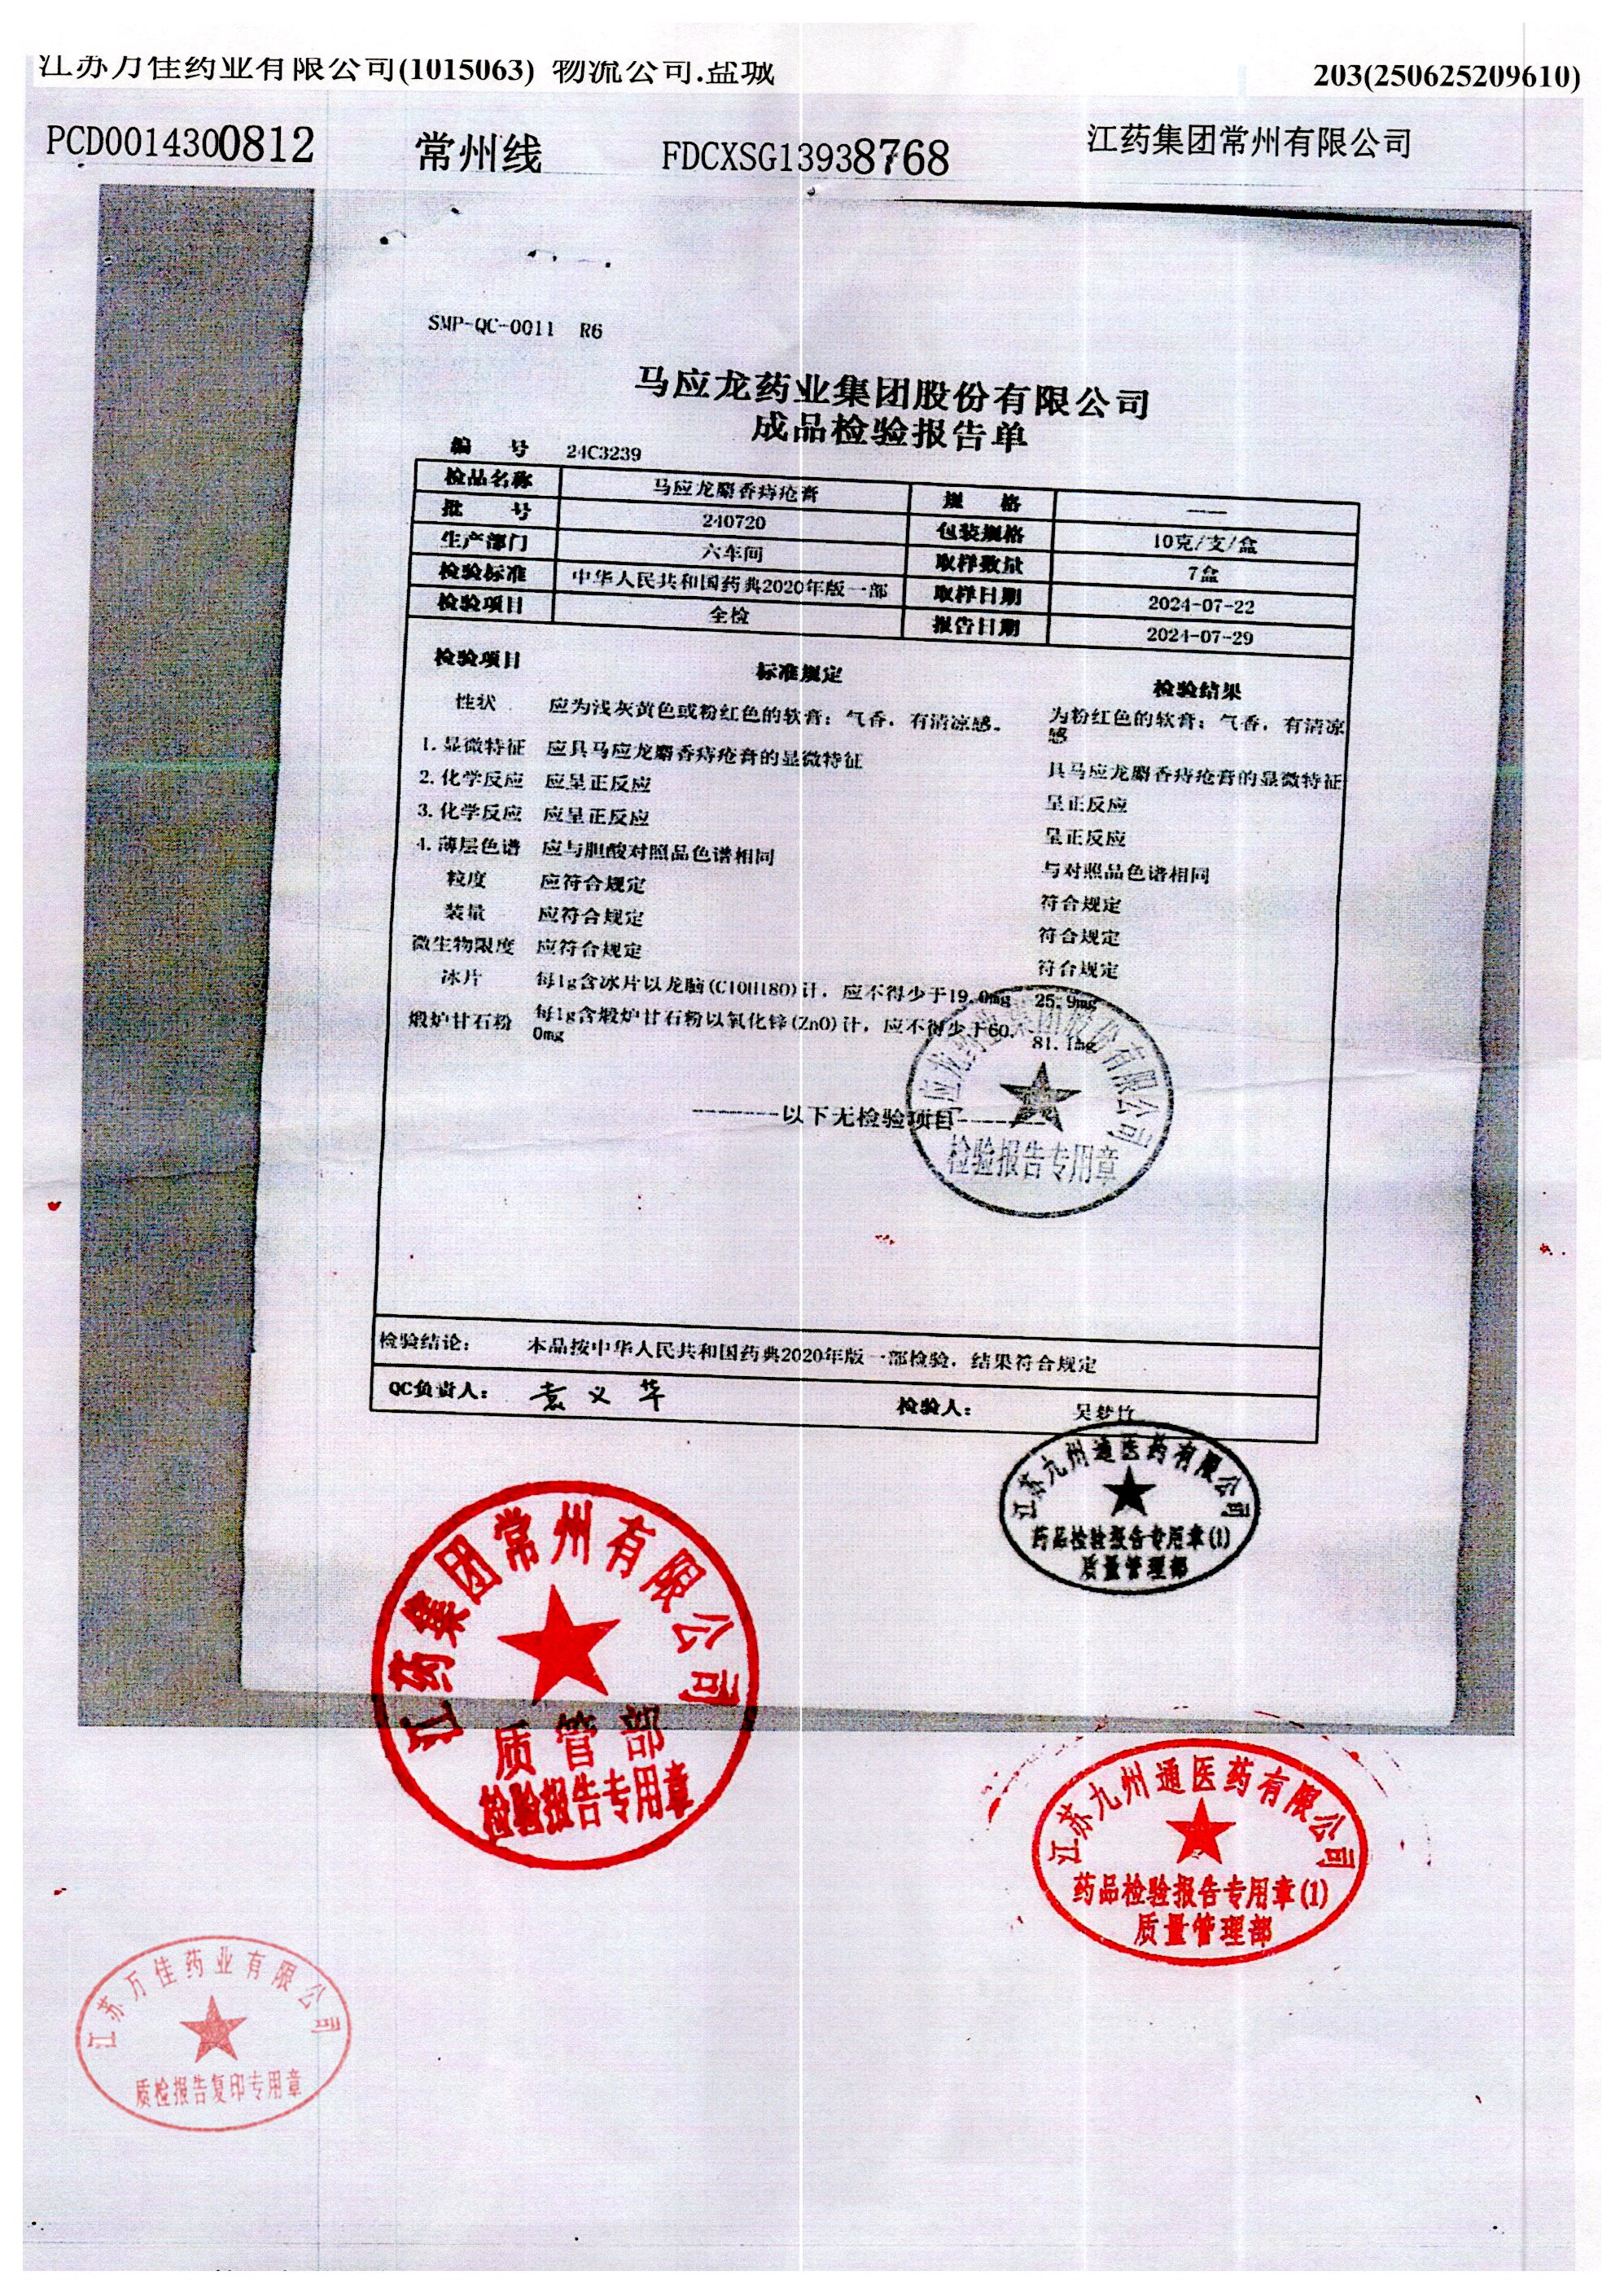 江苏万佳药业有限公司(1015063) 物流公司.盐城 203(250625209610)
PCD0014300812 常州线 FDCXSG13938768 江药集团常州有限公司
SMP-QC-0011 R6
马应龙药业集团股份有限公司
成品检验报告单
编 号 24C3239
检品名称 马应龙麝香痔疮膏 规 格 ——
批 号 240720 包装规格 10克/支/盒
生产部门 六车间 取样数量 7盒
检验标准 中华人民共和国药典2020年版一部 取样日期 2024-07-22
检验项目 全检 报告日期 2024-07-29
检验项目 标准规定 检验结果
性状 应为浅灰黄色或粉红色的软膏；气香，有清凉感。 为粉红色的软膏；气香，有清凉
感
1.显微特征 应具马应龙麝香痔疮膏的显微特征 具马应龙麝香痔疮膏的显微特征
2.化学反应 应呈正反应 呈正反应
3.化学反应 应呈正反应 呈正反应
4.薄层色谱 应与胆酸对照品色谱相同 与对照品色谱相同
粒度 应符合规定 符合规定
装量 应符合规定 符合规定
微生物限度 应符合规定 符合规定
冰片 每1g含冰片以龙脑(C10H18O)计，应不得少于19.0mg 25.9mg
煅炉甘石粉 每1g含煅炉甘石粉以氧化锌(ZnO)计，应不得少于60. 81.1mg
0mg
------以下无检验项目------
应龙药业集团股份有限公司
检验报告专用章
检验结论： 本品按中华人民共和国药典2020年版一部检验，结果符合规定
QC负责人： 袁义华 检验人： 吴梦竹
江苏九州通医药有限公司
药品检验报告专用章(1)
质量管理部
江药集团常州有限公司
质管部
检验报告专用章
江苏九州通医药有限公司
药品检验报告专用章(1)
质量管理部
江苏万佳药业有限公司
质检报告复印专用章